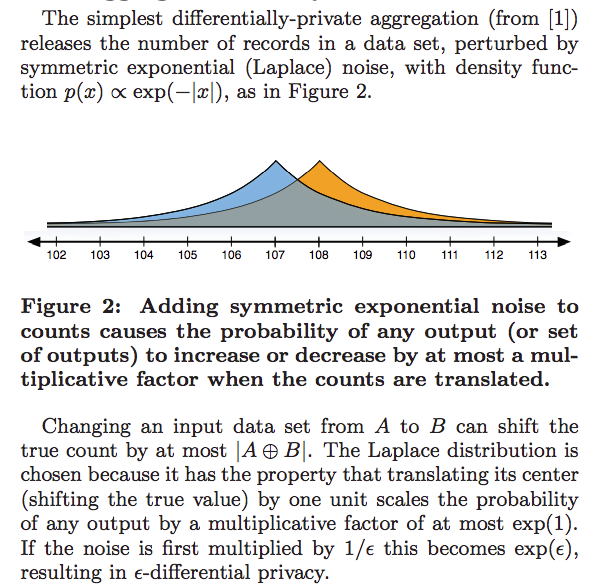 The simplest differentially-private aggregation (from [1])
releases the number of records in a data set, perturbed by
symmetric exponential (Laplace) noise, with density func-
tion p(x) ∝ exp(−|x|), as in Figure 2.
102 103 104 105 106 107 108 109 110 111 112 113
Figure 2: Adding symmetric exponential noise to
counts causes the probability of any output (or set
of outputs) to increase or decrease by at most a mul-
tiplicative factor when the counts are translated.
Changing an input data set from A to B can shift the
true count by at most |A ⊕ B|. The Laplace distribution is
chosen because it has the property that translating its center
(shifting the true value) by one unit scales the probability
of any output by a multiplicative factor of at most exp(1).
If the noise is first multiplied by 1/ϵ this becomes exp(ϵ),
resulting in ϵ-differential privacy.